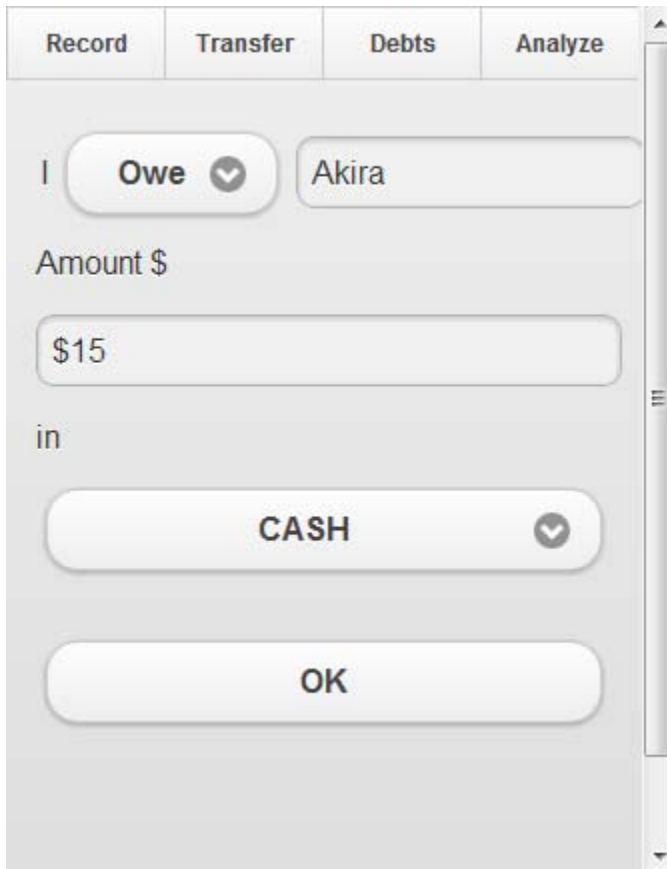 Record Transfer Debts Analyze
I Owe Akira
Amount $
$15
in
CASH
OK